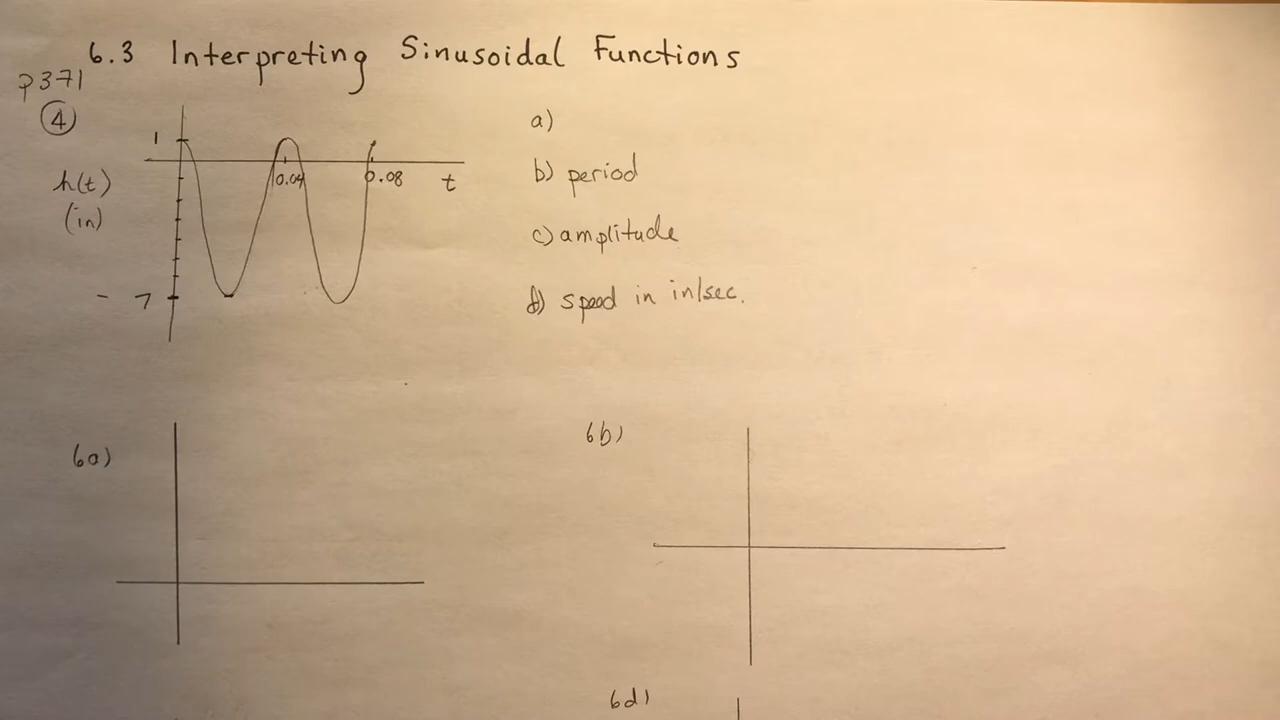 6.3 Interpreting Sinusoidal Functions
p371
4
1
h(t)
(in)
0.04
0.08
t
- 7
a)
b) period
c) amplitude
d) speed in in/sec.
6a)
6b)
6d)